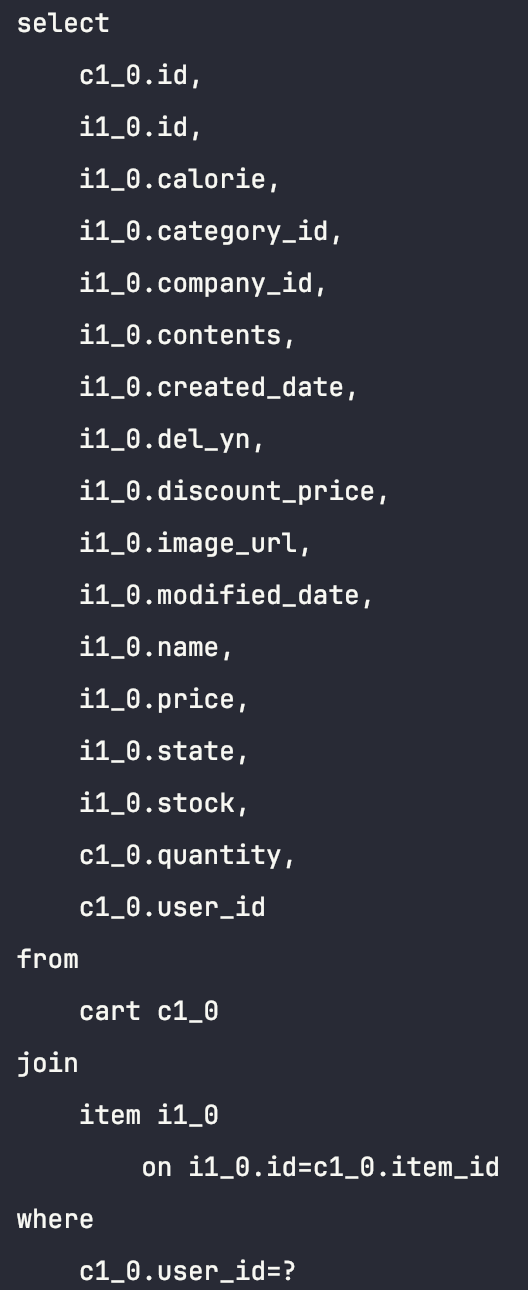 select
    c1_0.id,
    i1_0.id,
    i1_0.calorie,
    i1_0.category_id,
    i1_0.company_id,
    i1_0.contents,
    i1_0.created_date,
    i1_0.del_yn,
    i1_0.discount_price,
    i1_0.image_url,
    i1_0.modified_date,
    i1_0.name,
    i1_0.price,
    i1_0.state,
    i1_0.stock,
    c1_0.quantity,
    c1_0.user_id
from
    cart c1_0
join
    item i1_0
        on i1_0.id=c1_0.item_id
where
    c1_0.user_id=?